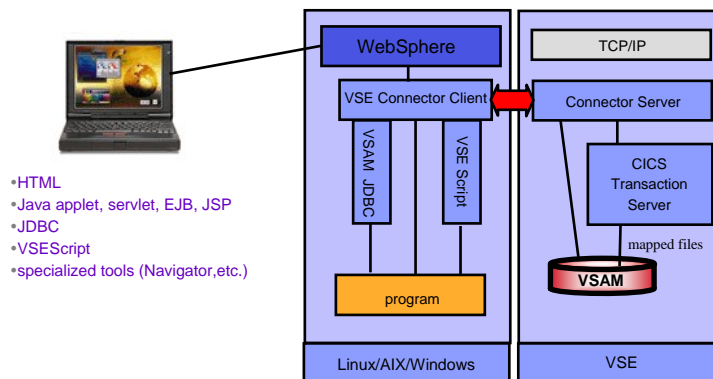 WebSphere
TCP/IP
VSE Connector Client
Connector Server
VSAM JDBC
VSE Script
CICS
Transaction
Server
•HTML
•Java applet, servlet, EJB, JSP
•JDBC
•VSEScript
•specialized tools (Navigator,etc.)
mapped files
VSAM
program
Linux/AIX/Windows
VSE